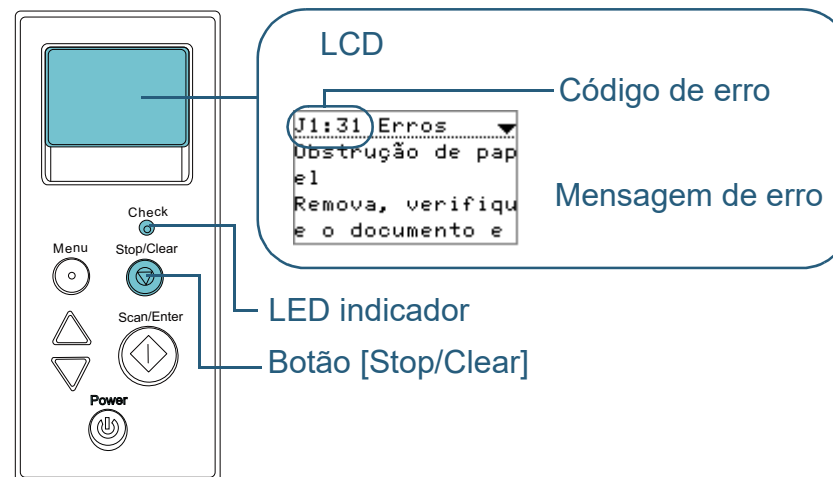 LCD
Código de erro
J1:31 Erros
Obstrução de pap
el
Remova, verifiqu
e o documento e
Mensagem de erro
Check
Menu
Stop/Clear
LED indicador
Scan/Enter
Botão [Stop/Clear]
Power